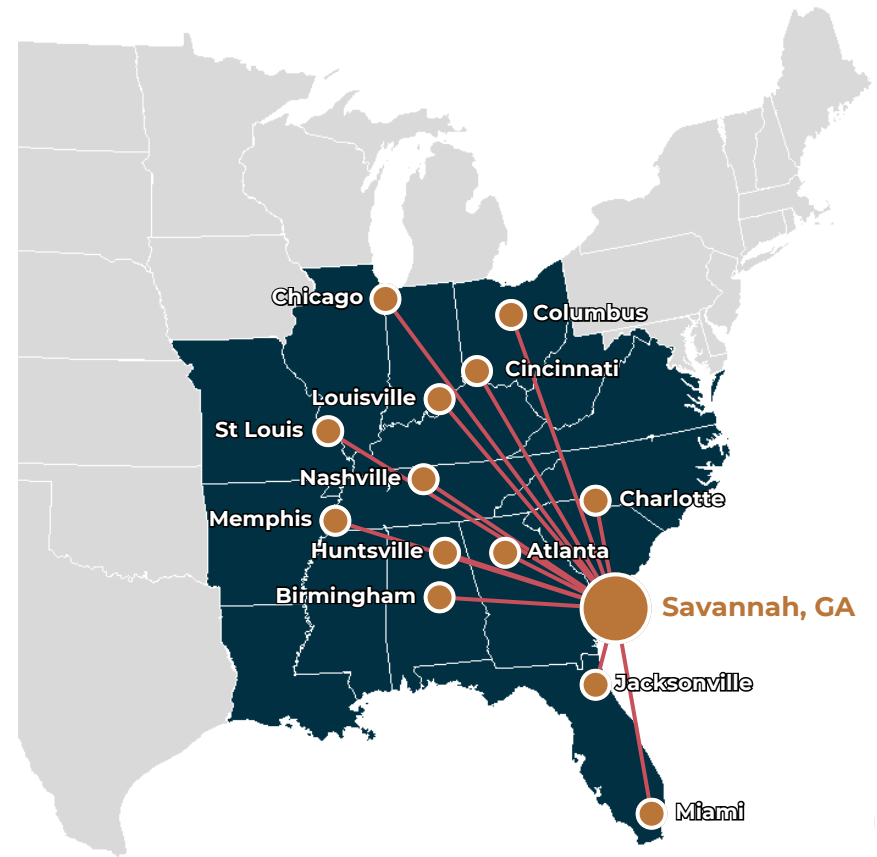 Chicago
Columbus
Cincinnati
Louisville
St Louis
Nashville
Charlotte
Memphis
Huntsville
Atlanta
Birmingham
Savannah, GA
Jacksonville
Miami